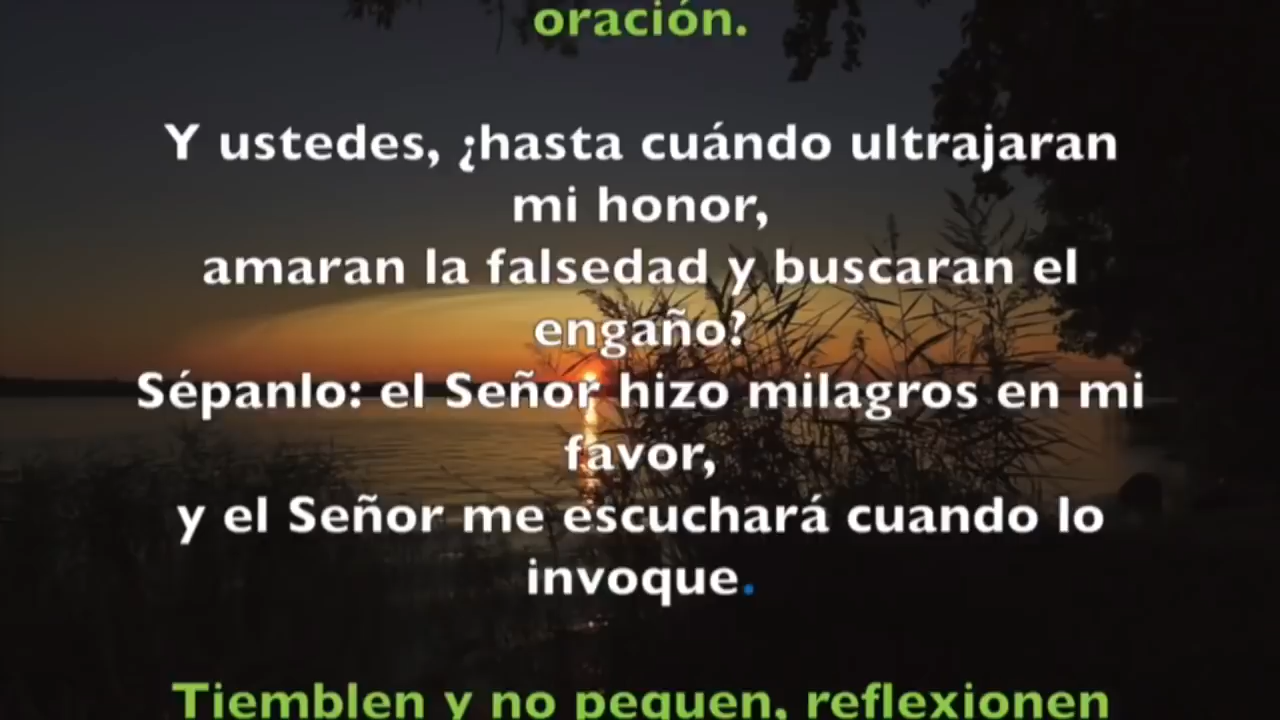 oración.
Y ustedes, ¿hasta cuándo ultrajaran
mi honor,
amaran la falsedad y buscaran el
engaño?
Sépanlo: el Señor hizo milagros en mi
favor,
y el Señor me escuchará cuando lo
invoque.
Tiemblen y no pequen, reflexionen